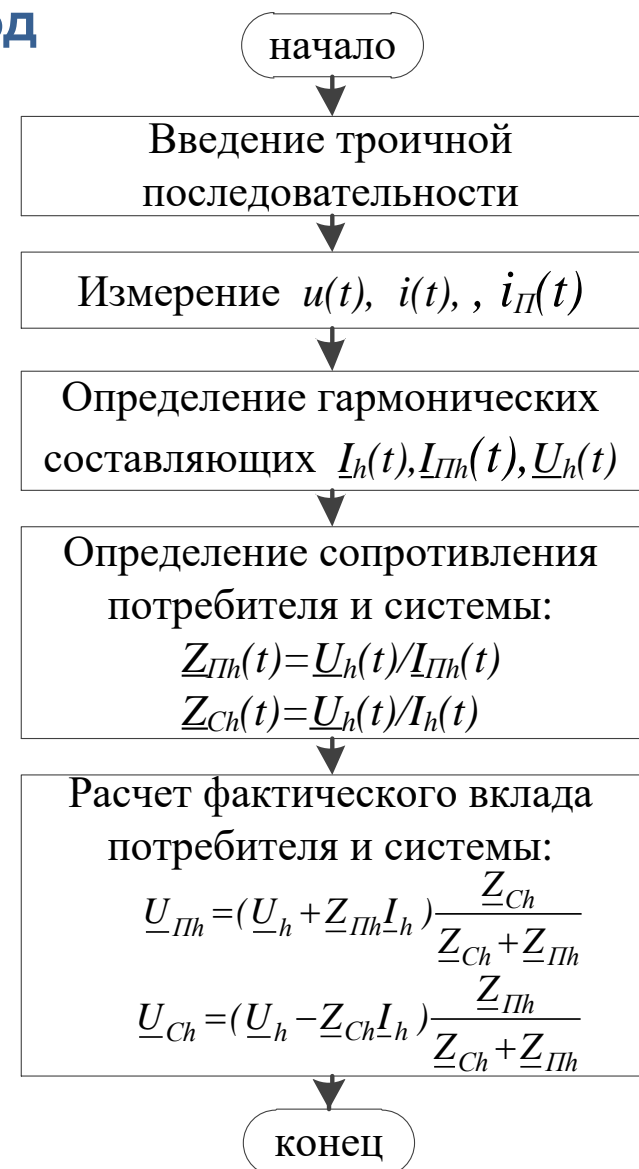 од
начало
Введение троичной
последовательности
Измерение u(t), i(t), , i_П(t)
Определение гармонических
составляющих I_h(t),I_Пh(t),U_h(t)
Определение сопротивления
потребителя и системы:
Z_Пh(t)=U_h(t)/I_Пh(t)
Z_Ch(t)=U_h(t)/I_h(t)
Расчет фактического вклада
потребителя и системы:
U_Пh=(U_h+Z_ПhI_h) Z_Ch/(Z_Ch+Z_Пh)
U_Ch=(U_h−Z_ChI_h) Z_Пh/(Z_Ch+Z_Пh)
конец